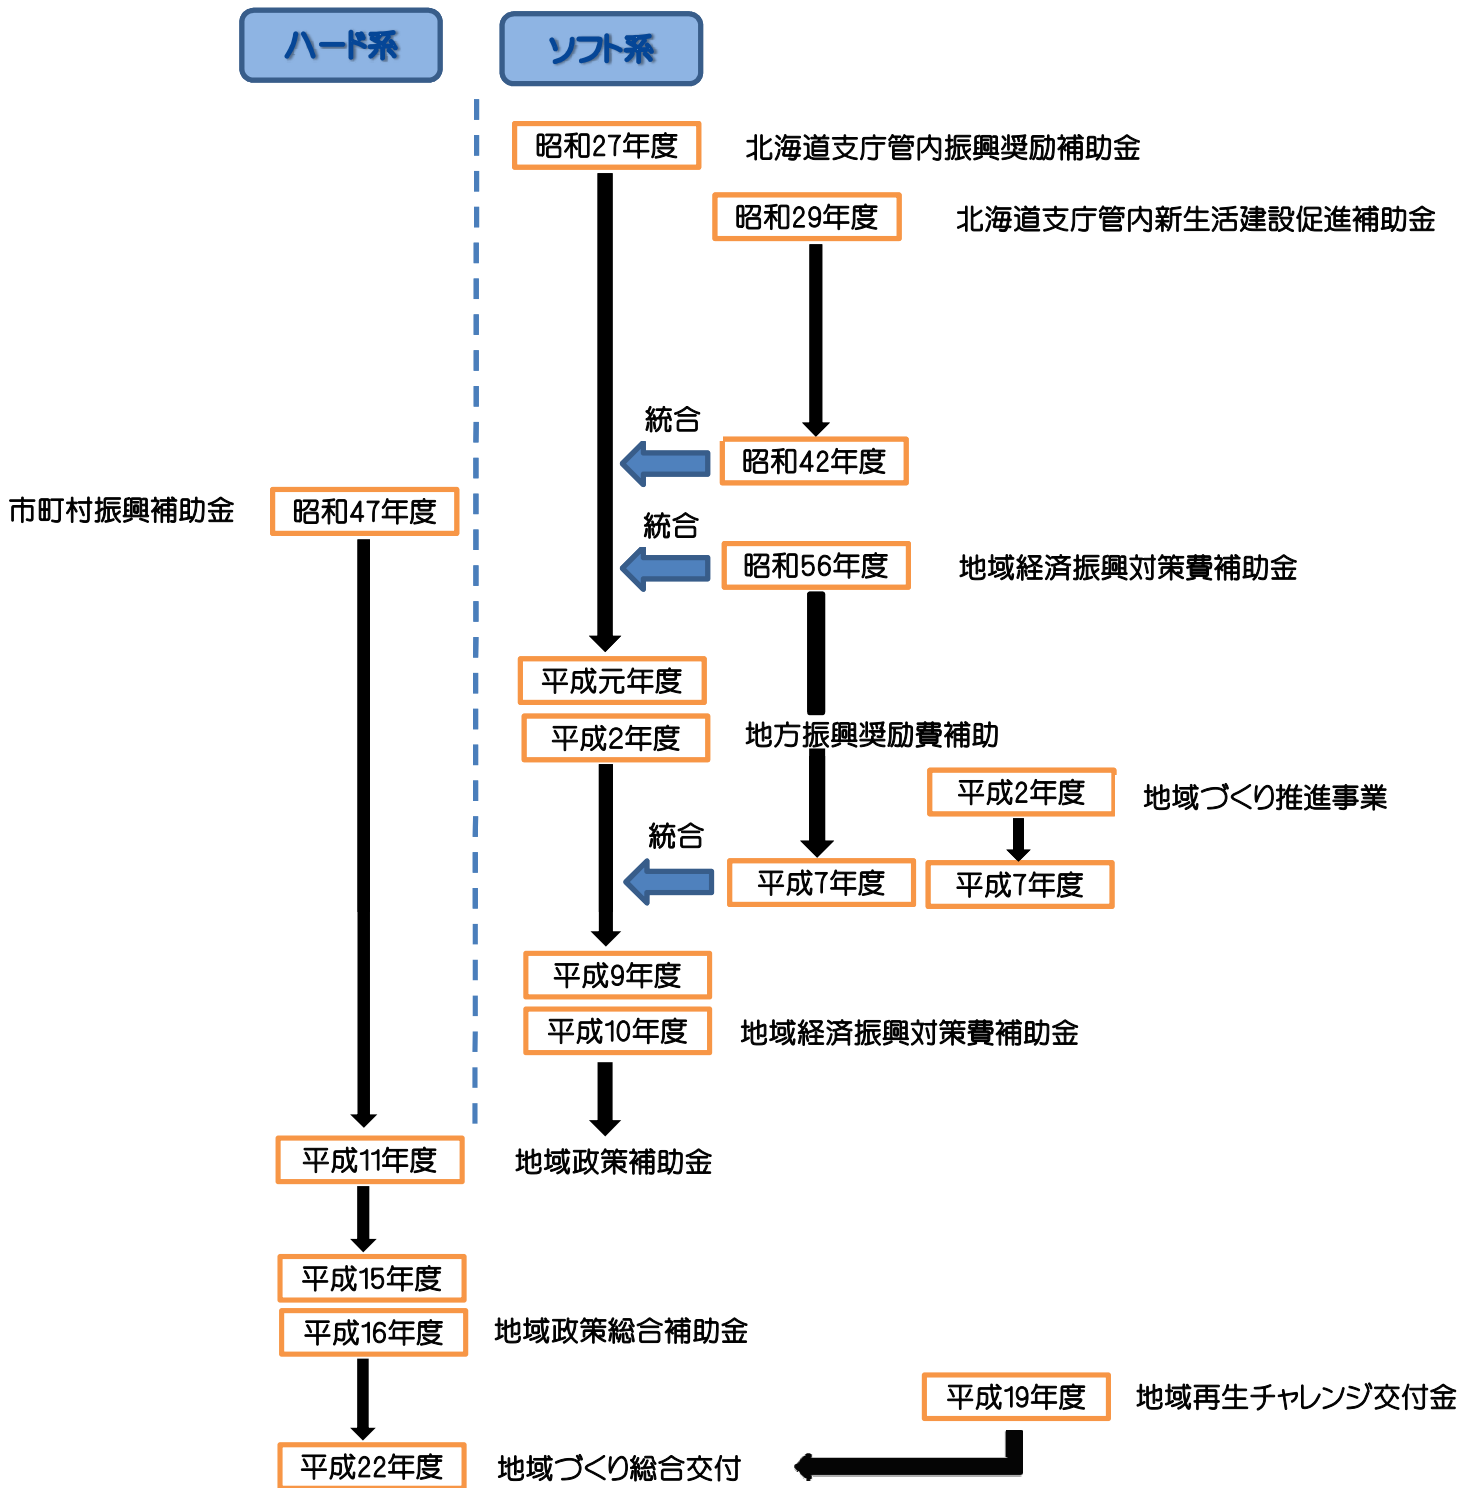 ハード系
ソフト系
昭和27年度
北海道支庁管内振興奨励補助金
昭和29年度
北海道支庁管内新生活建設促進補助金
統合
昭和42年度
市町村振興補助金
昭和47年度
統合
昭和56年度
地域経済振興対策費補助金
平成元年度
平成2年度
地方振興奨励費補助
平成2年度
地域づくり推進事業
統合
平成7年度
平成7年度
平成9年度
平成10年度
地域経済振興対策費補助金
平成11年度
地域政策補助金
平成15年度
平成16年度
地域政策総合補助金
平成19年度
地域再生チャレンジ交付金
平成22年度
地域づくり総合交付